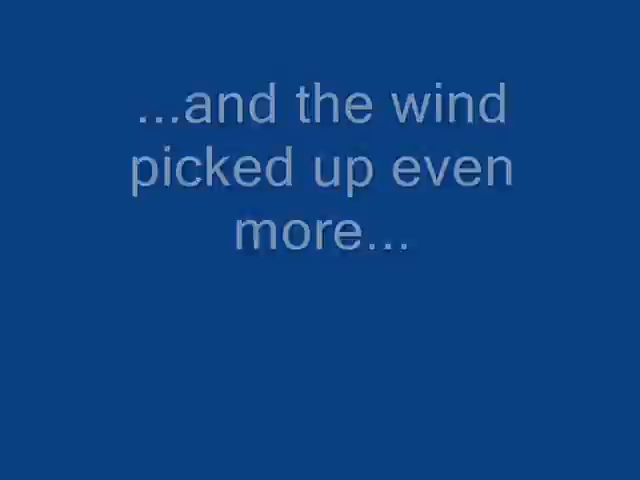 ...and the wind
picked up even
more...